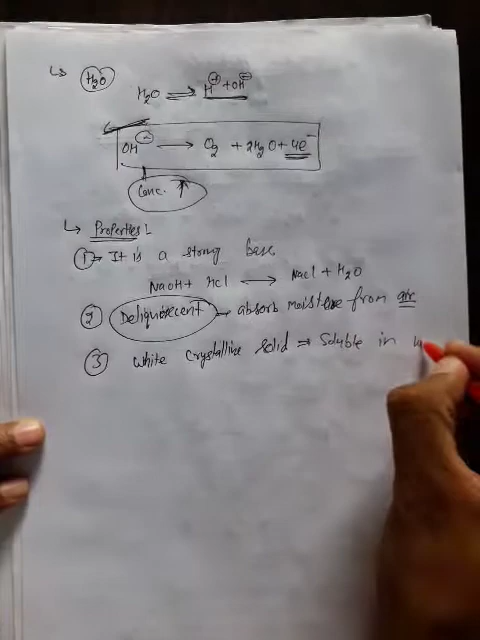 ↳ H₂O
H₂O ⇌ H⁺ + OH⁻
OH⁻ → O₂ + 2H₂O + 4e⁻
Conc. ↑
↳ Properties
① It is a strong base
NaOH + HCl ⟷ NaCl + H₂O
② Deliquescent → absorb moisture from air
③ White crystalline solid ⇒ Soluble in